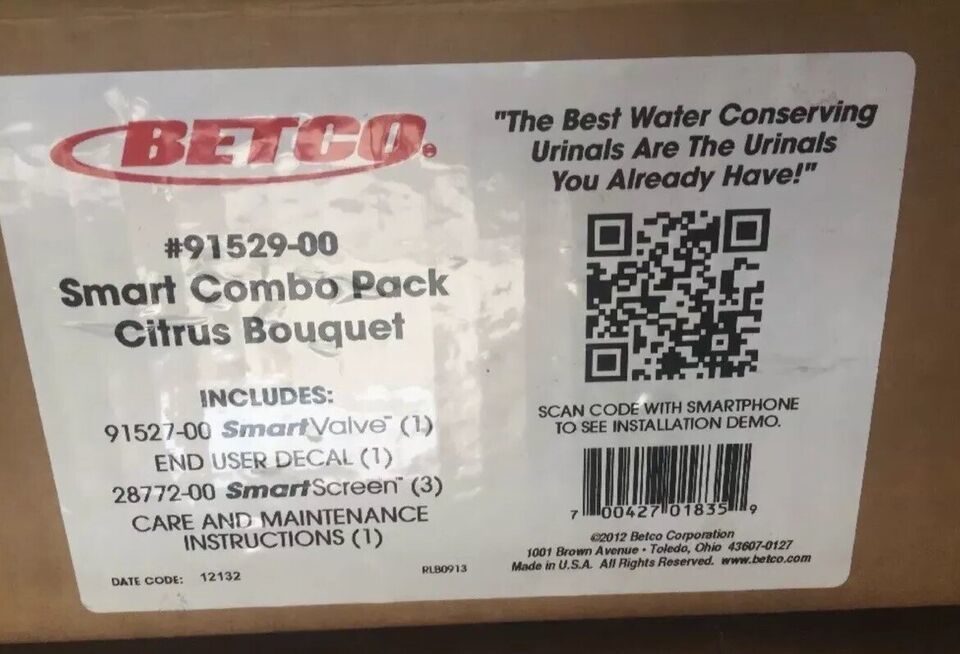 BETCO®
#91529-00
Smart Combo Pack
Citrus Bouquet
INCLUDES:
91527-00 SmartValve™ (1)
END USER DECAL (1)
28772-00 SmartScreen™ (3)
CARE AND MAINTENANCE
INSTRUCTIONS (1)
DATE CODE: 12132
RLB0913
"The Best Water Conserving
Urinals Are The Urinals
You Already Have!"
SCAN CODE WITH SMARTPHONE
TO SEE INSTALLATION DEMO.
7 00427 01835 9
©2012 Betco Corporation
1001 Brown Avenue • Toledo, Ohio 43607-0127
Made in U.S.A. All Rights Reserved. www.betco.com